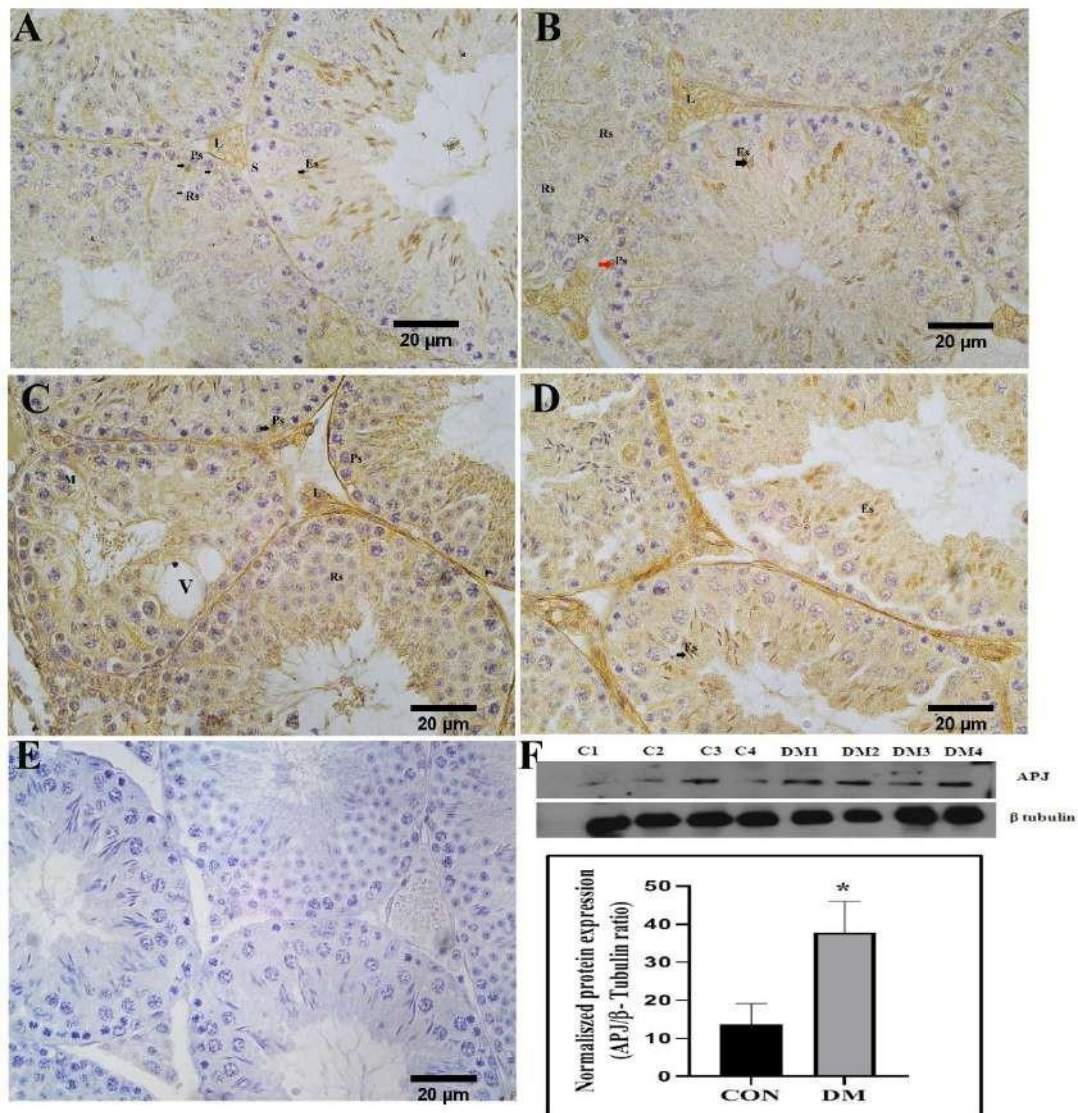 A
L
Ps
S
Es
Rs
20 µm
B
L
Rs
Es
Rs
Ps
Ps
20 µm
C
Ps
Ps
M
L
Rs
V
20 µm
D
Es
Es
20 µm
E
20 µm
F
C1 C2 C3 C4 DM1 DM2 DM3 DM4
APJ
β tubulin
Normaliszed protein expression
(APJ/β- Tubulin ratio)
50
40
30
20
10
0
*
CON DM